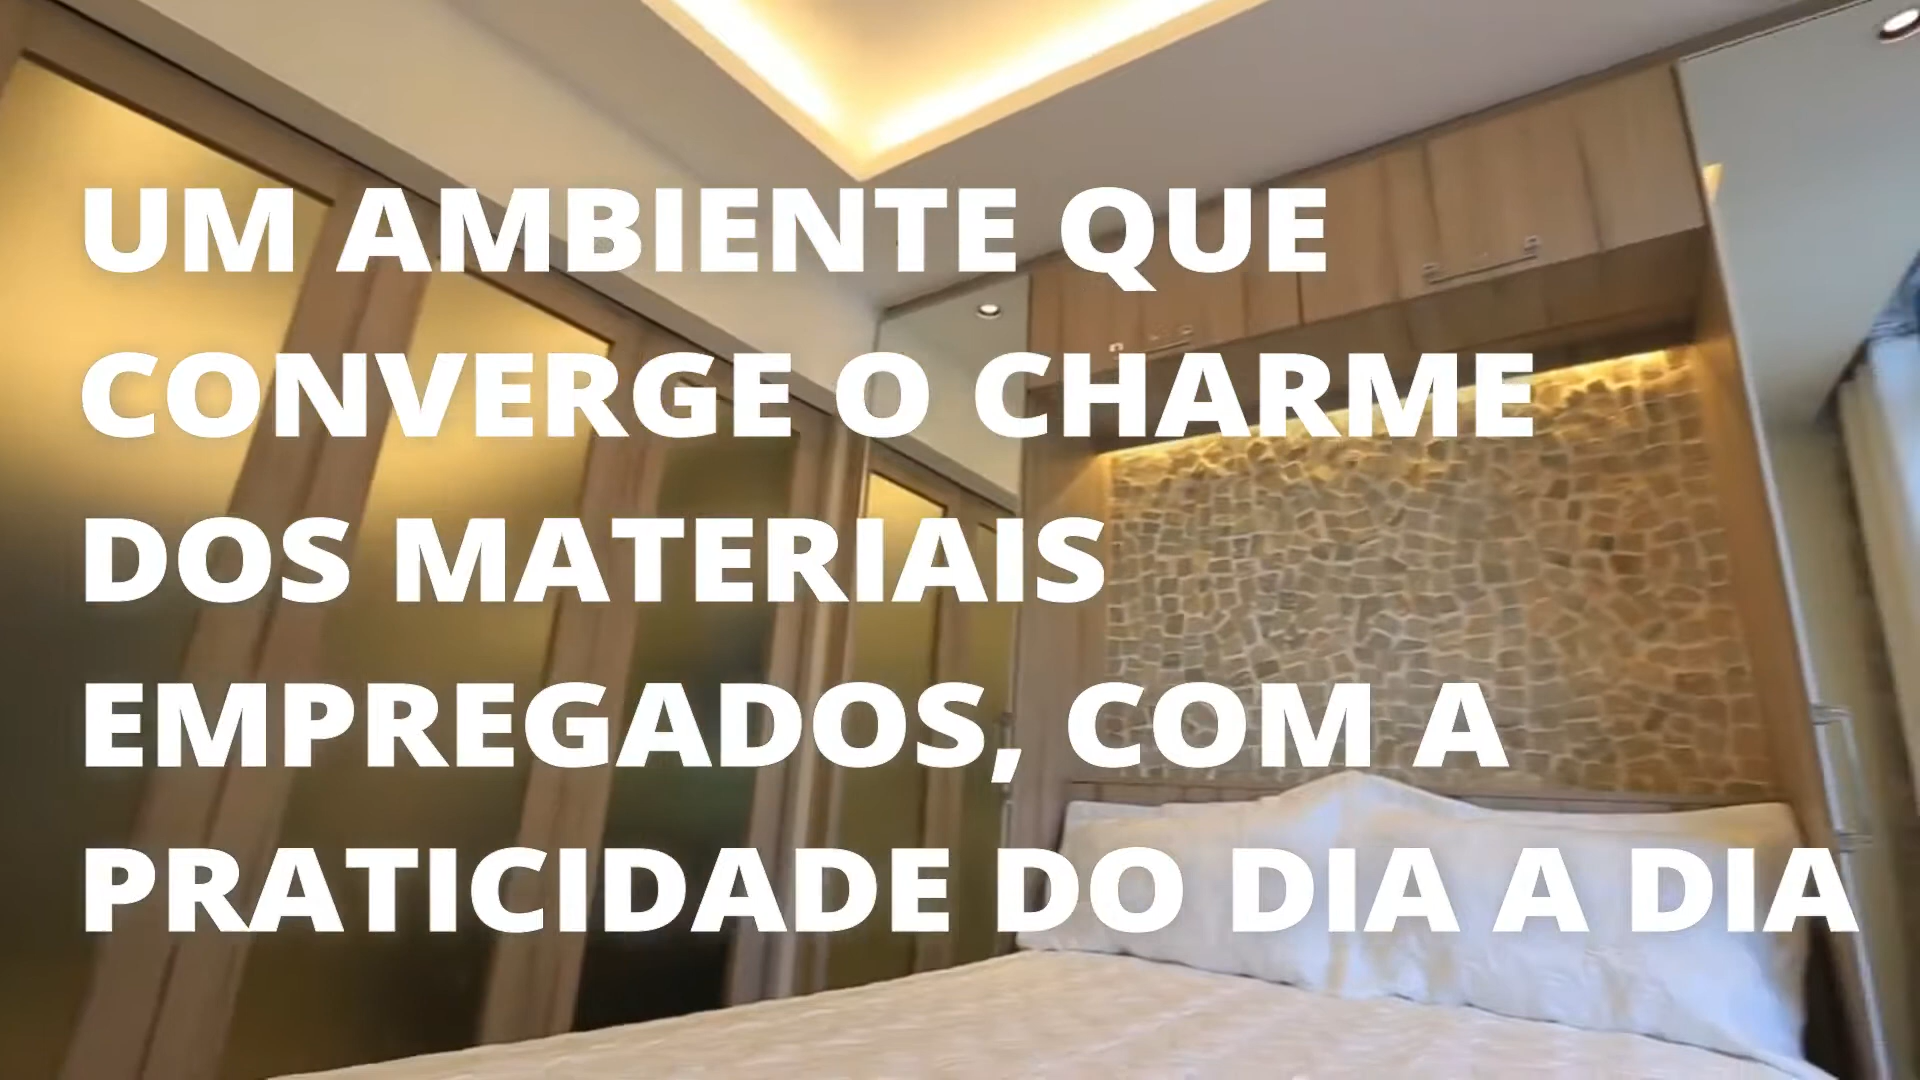 UM AMBIENTE QUE
CONVERGE O CHARME
DOS MATERIAIS
EMPREGADOS, COM A
PRATICIDADE DO DIA A DIA